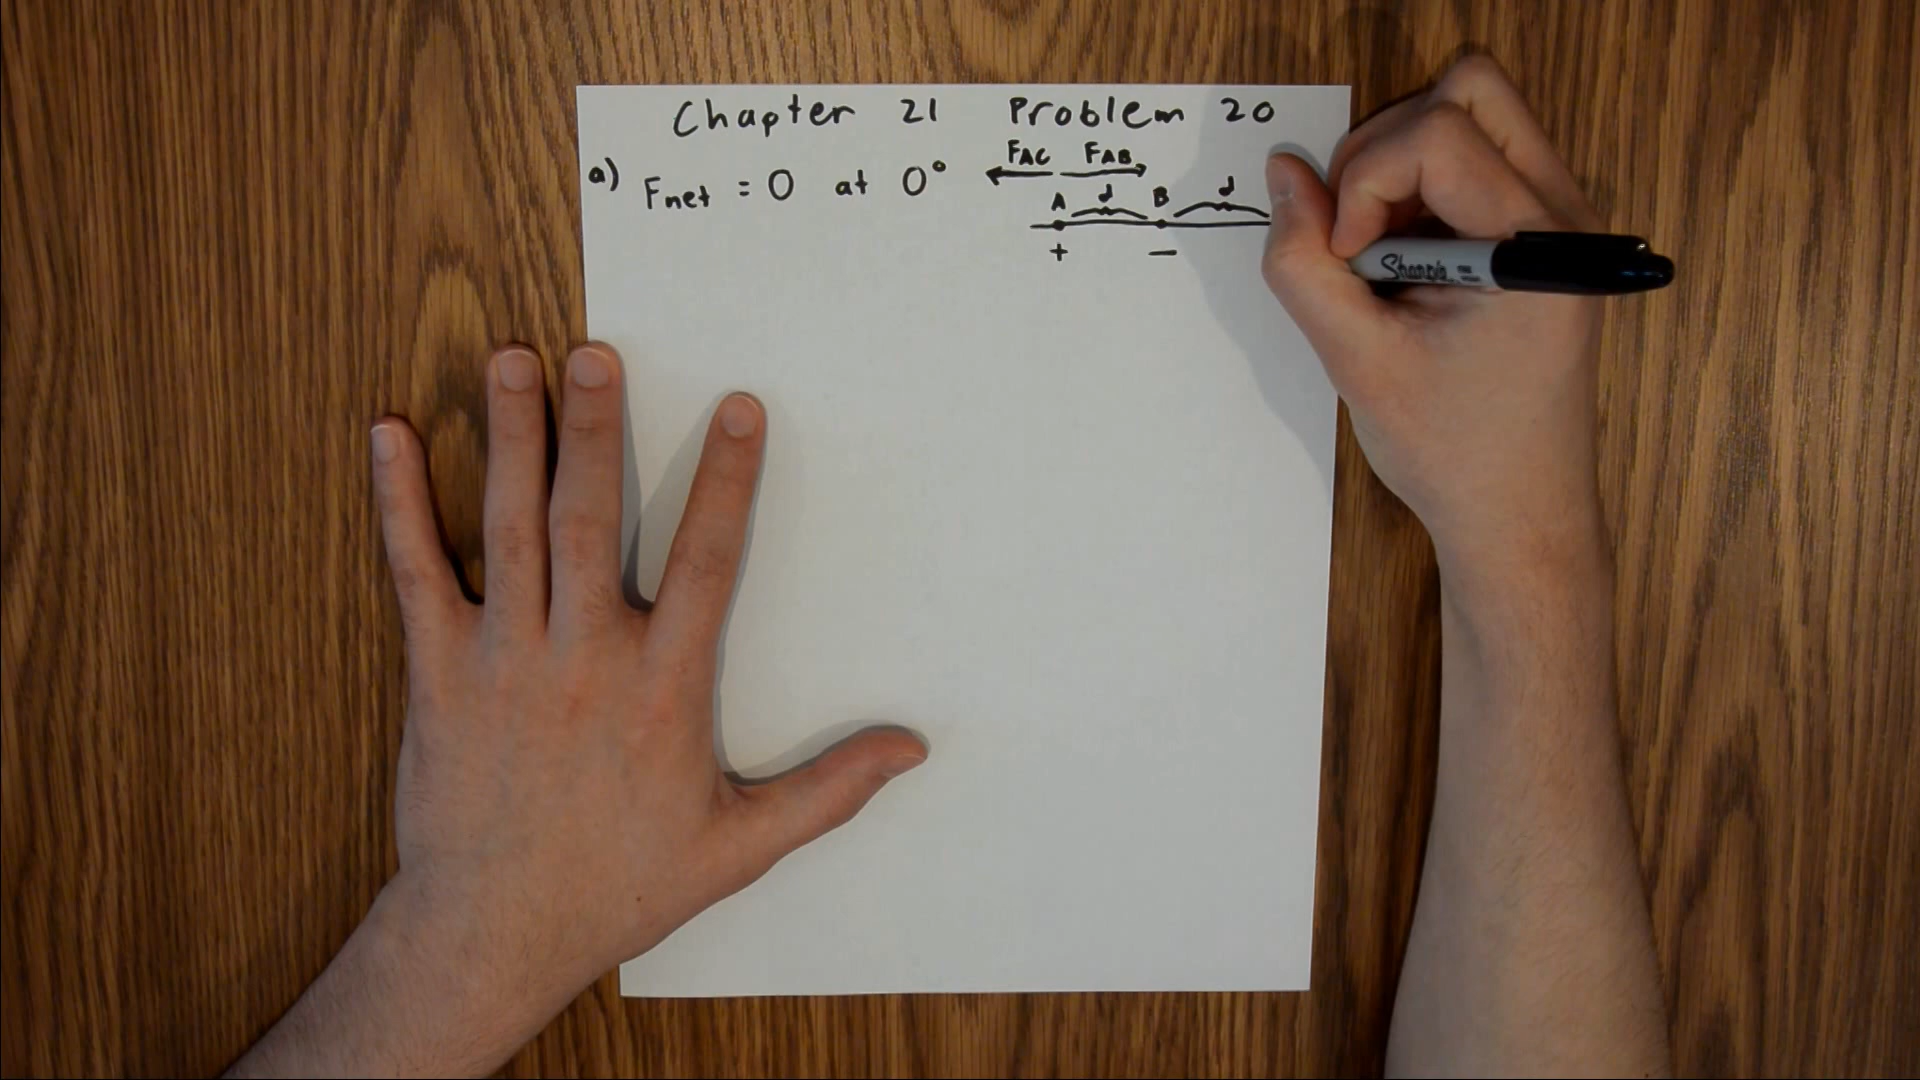 Chapter 21 Problem 20
a) Fnet = 0 at 0°
FAC FAB
A d B d
+ −
Sharpie